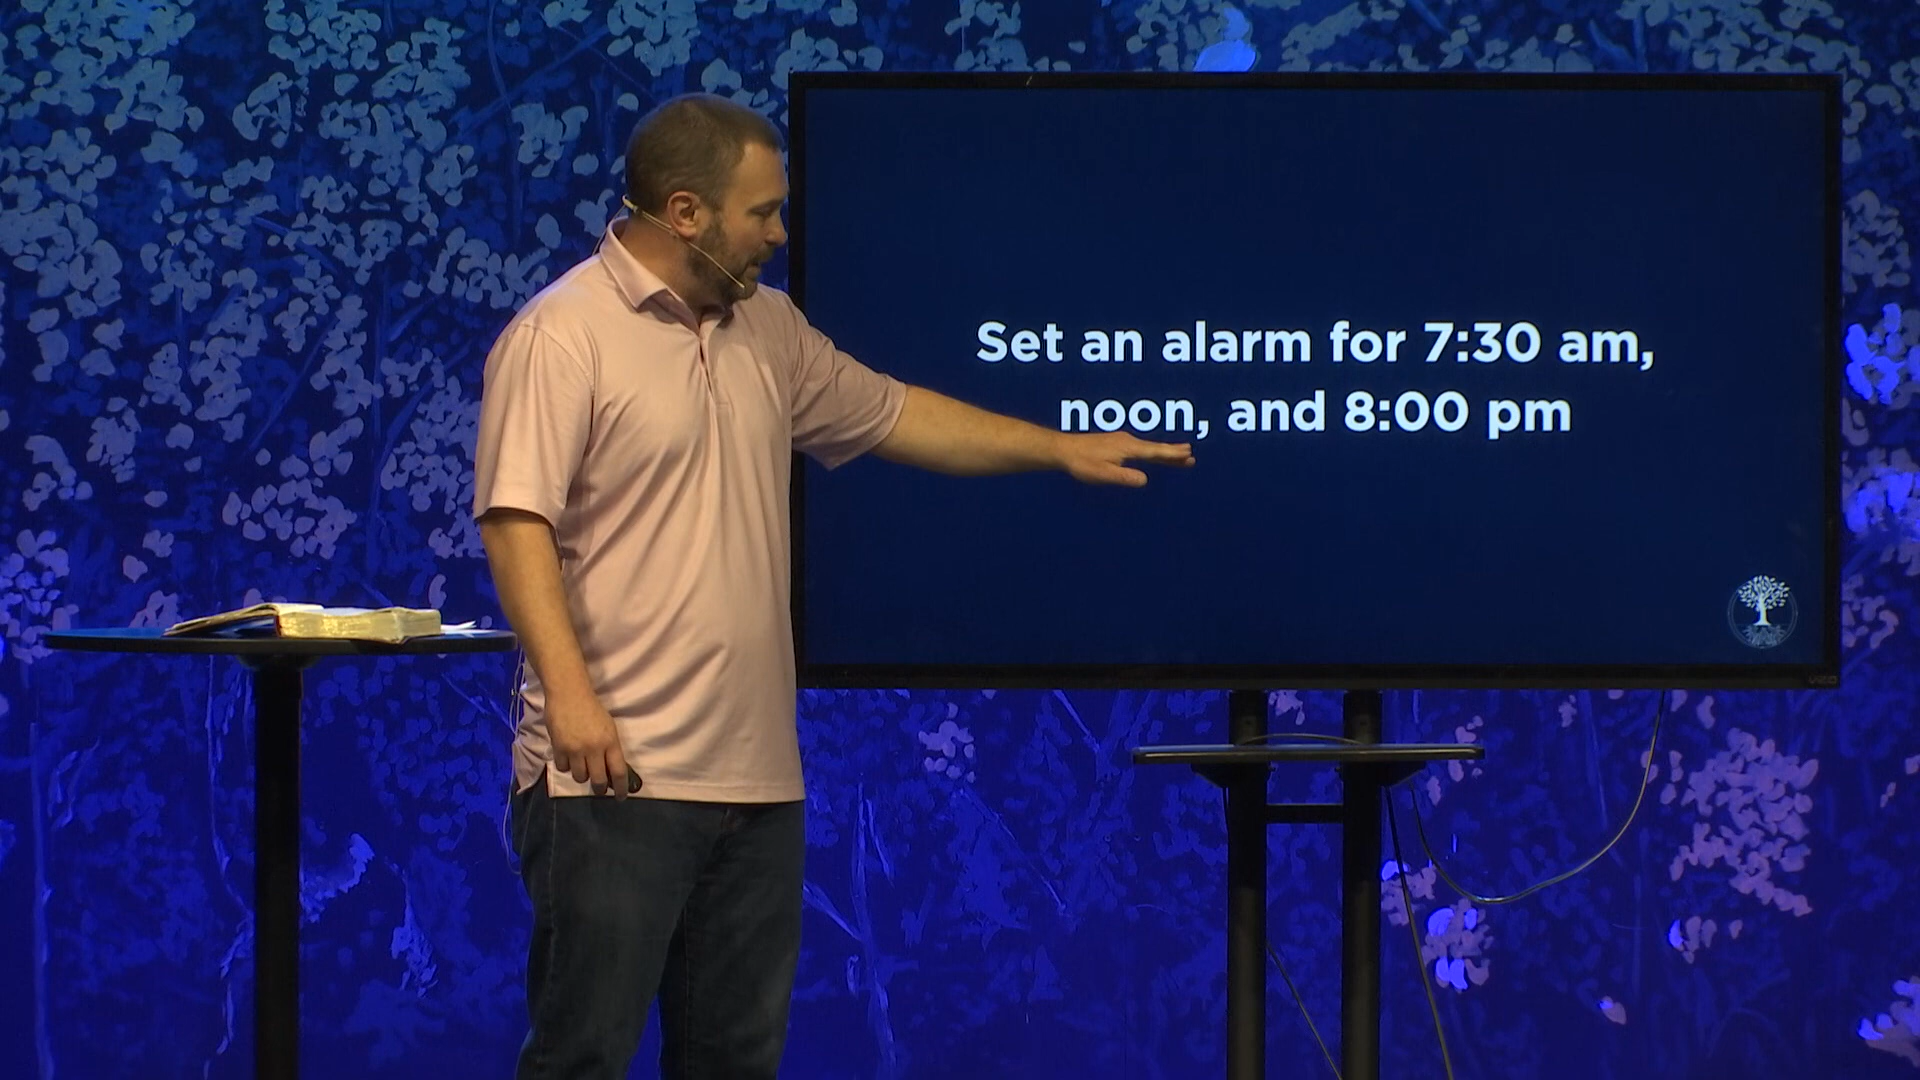 Set an alarm for 7:30 am,
noon, and 8:00 pm